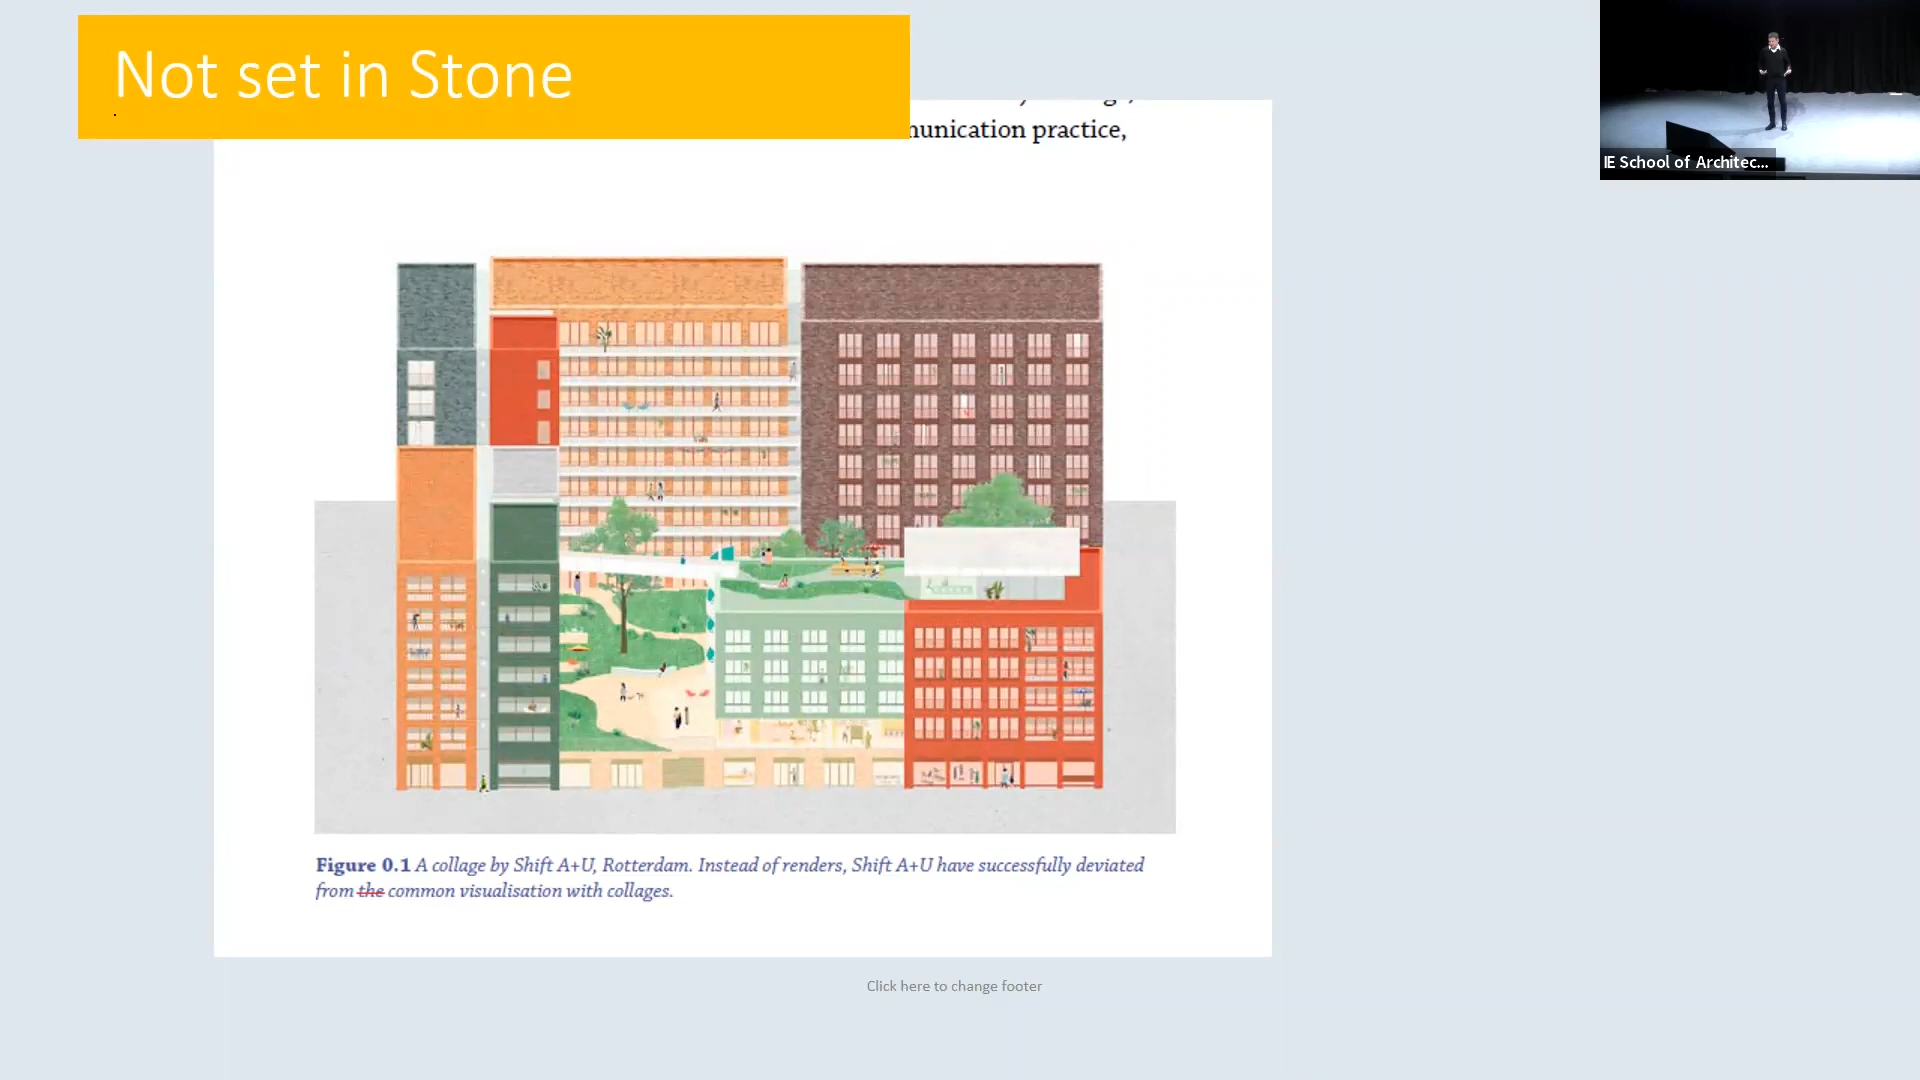 Not set in Stone
IE School of Architec...
munication practice,
Figure 0.1 A collage by Shift A+U, Rotterdam. Instead of renders, Shift A+U have successfully deviated
from the common visualisation with collages.
Click here to change footer